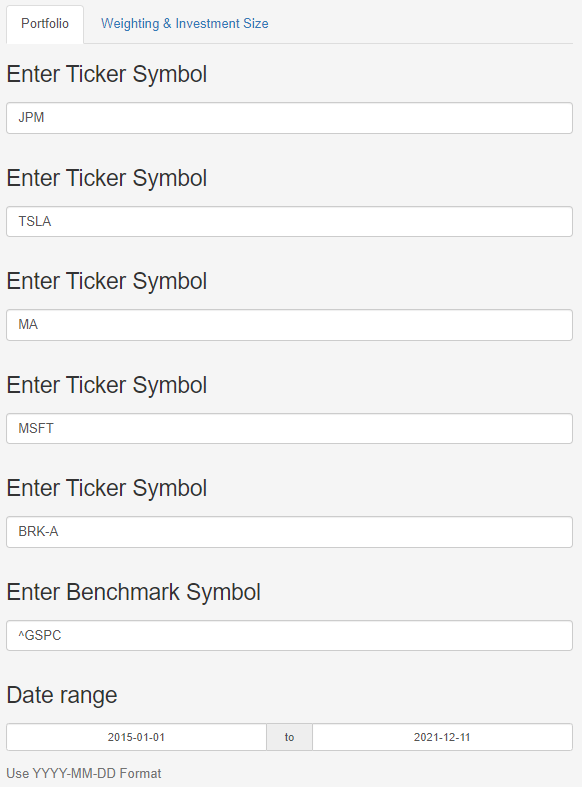 Portfolio Weighting & Investment Size
Enter Ticker Symbol
JPM
Enter Ticker Symbol
TSLA
Enter Ticker Symbol
MA
Enter Ticker Symbol
MSFT
Enter Ticker Symbol
BRK-A
Enter Benchmark Symbol
^GSPC
Date range
2015-01-01 to 2021-12-11
Use YYYY-MM-DD Format